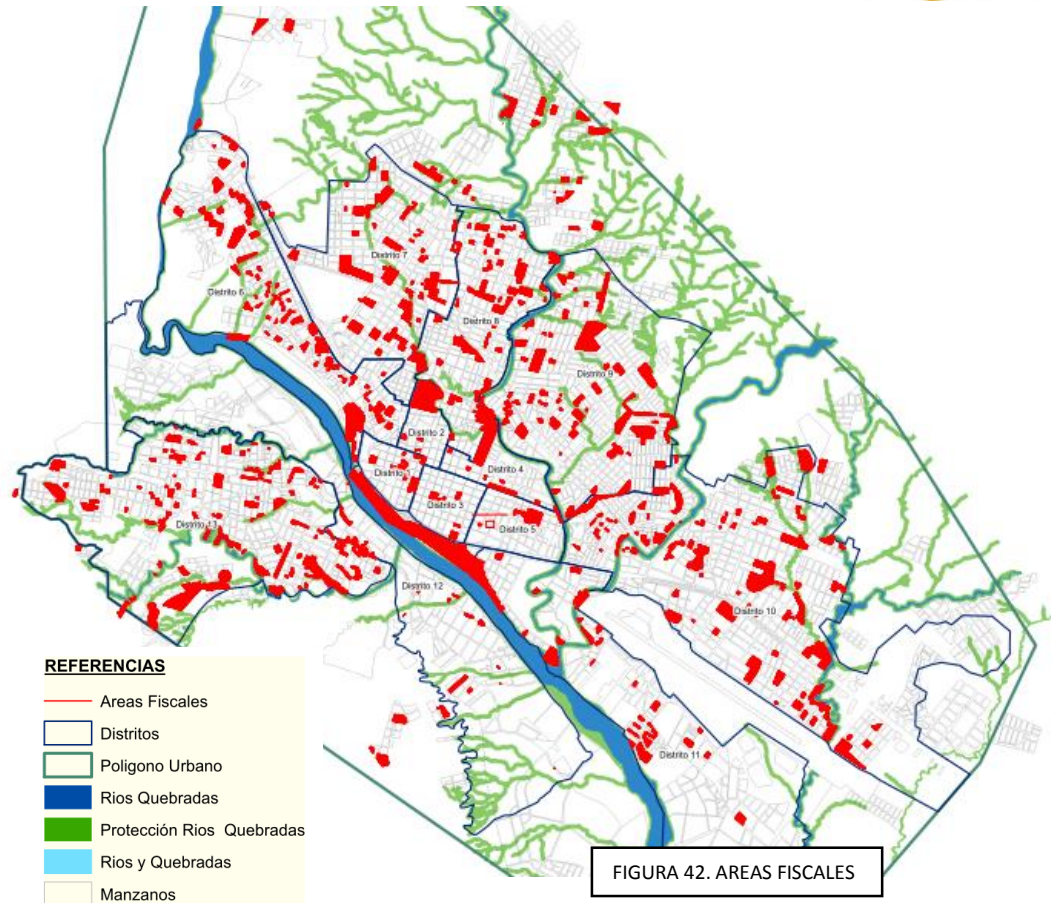 Distrito 7
Distrito 6
Distrito 8
Distrito 9
Distrito 2
Distrito 1
Distrito 4
Distrito 3
Distrito 5
Distrito 13
Distrito 12
Distrito 10
Distrito 11
REFERENCIAS
Areas Fiscales
Distritos
Poligono Urbano
Rios Quebradas
Protección Rios Quebradas
Rios y Quebradas
Manzanos
FIGURA 42. AREAS FISCALES